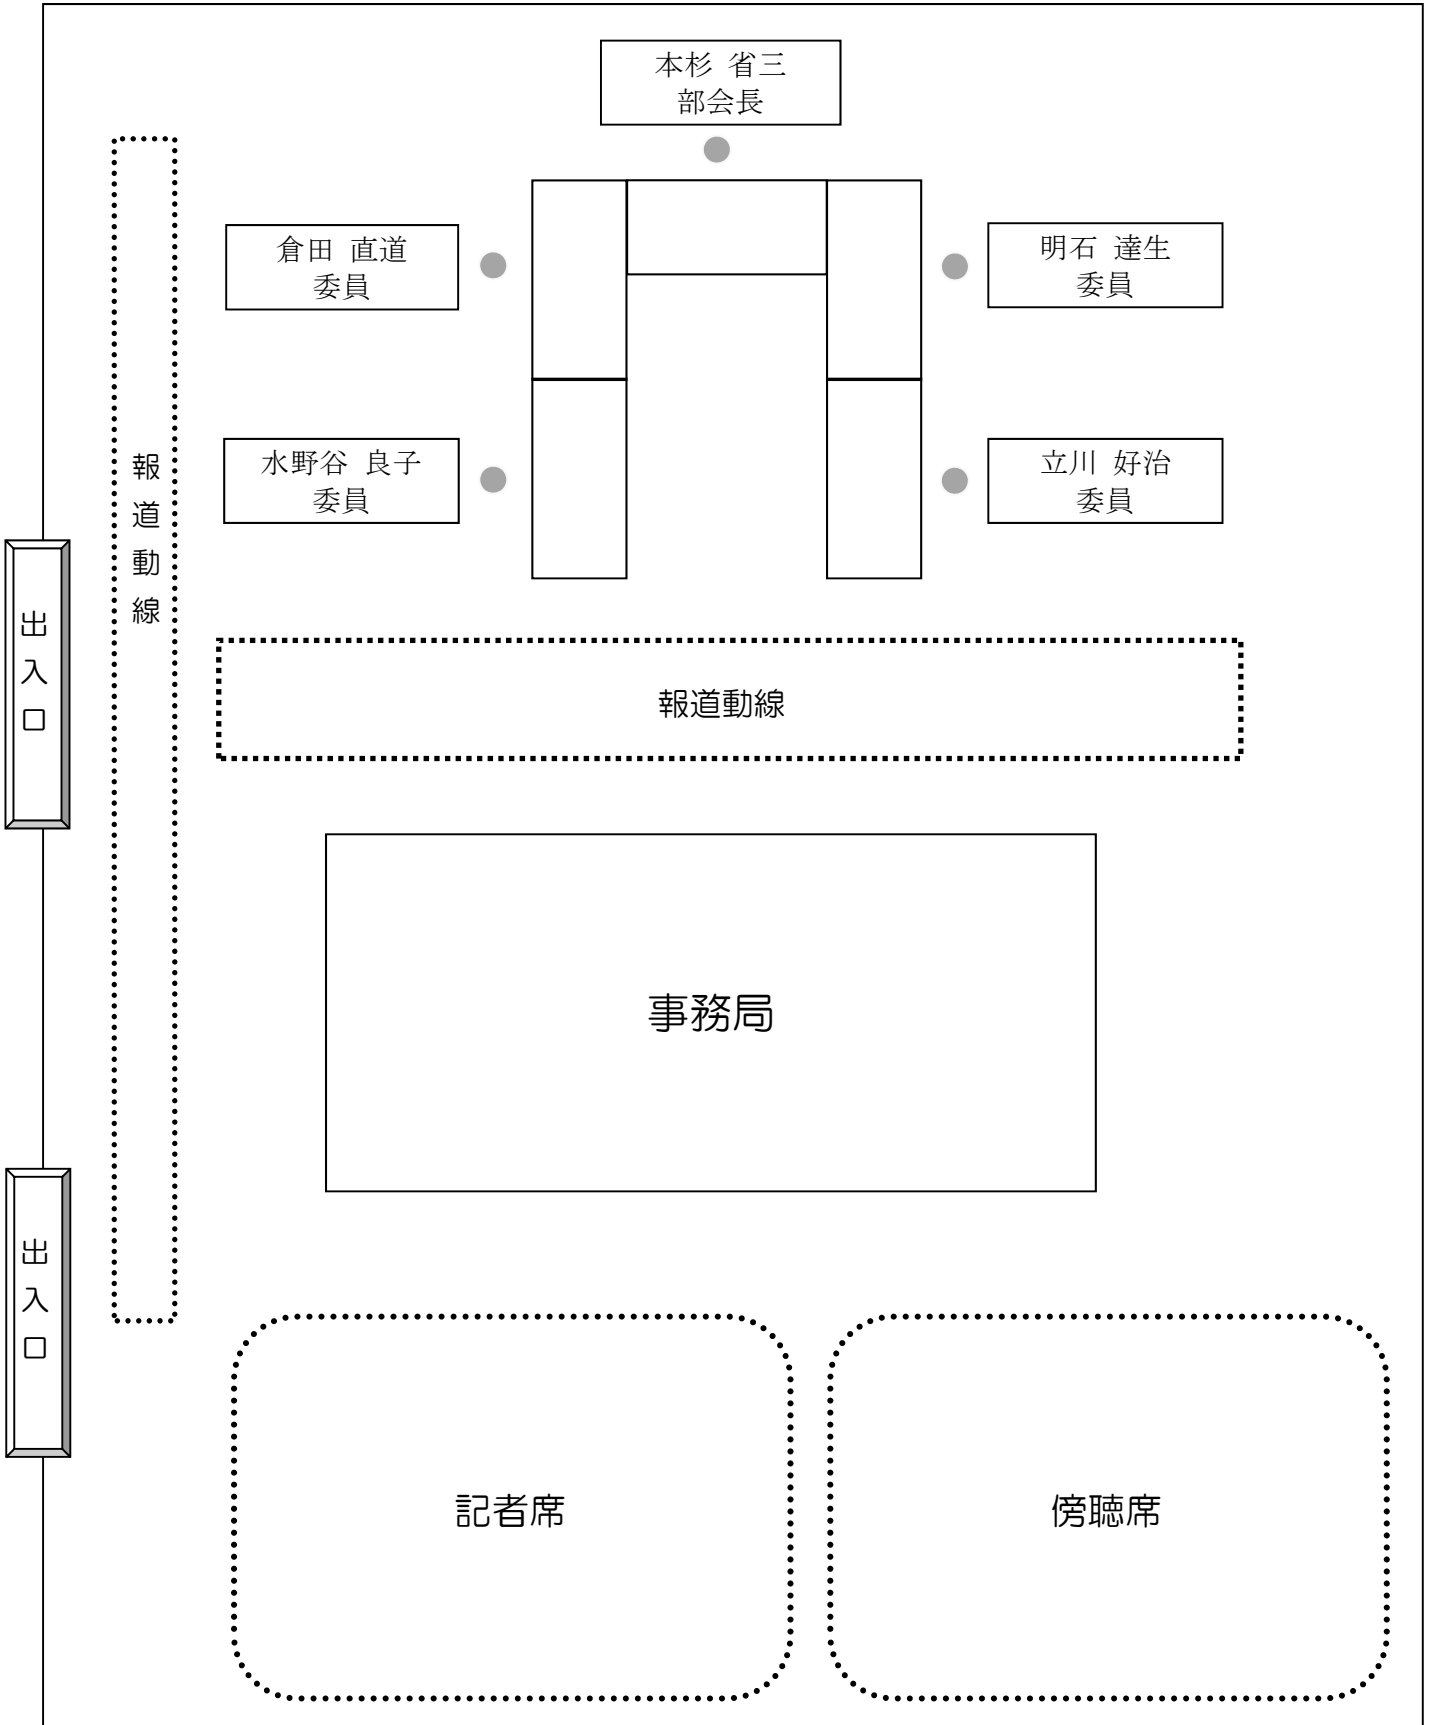 本杉 省三
部会長
倉田 直道
委員
明石 達生
委員
水野谷 良子
委員
立川 好治
委員
報道動線
出入口
報道動線
事務局
出入口
記者席
傍聴席